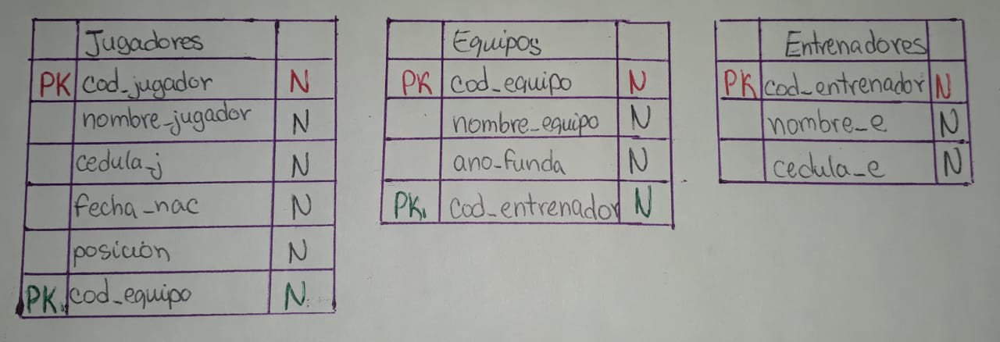 Jugadores
PK cod_jugador N
nombre_jugador N
cedula_j N
fecha_nac N
posición N
PK. cod_equipo N.
Equipos
PK cod_equipo N
nombre_equipo N
ano_funda N
PK. cod_entrenador N
Entrenadores
PK cod_entrenador N
nombre_e N
cedula_e N